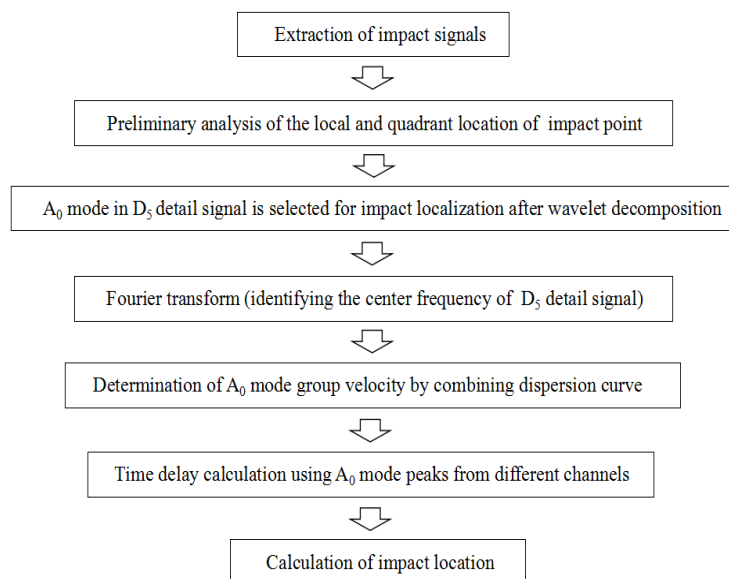 Extraction of impact signals
Preliminary analysis of the local and quadrant location of impact point
A₀ mode in D₅ detail signal is selected for impact localization after wavelet decomposition
Fourier transform (identifying the center frequency of D₅ detail signal)
Determination of A₀ mode group velocity by combining dispersion curve
Time delay calculation using A₀ mode peaks from different channels
Calculation of impact location